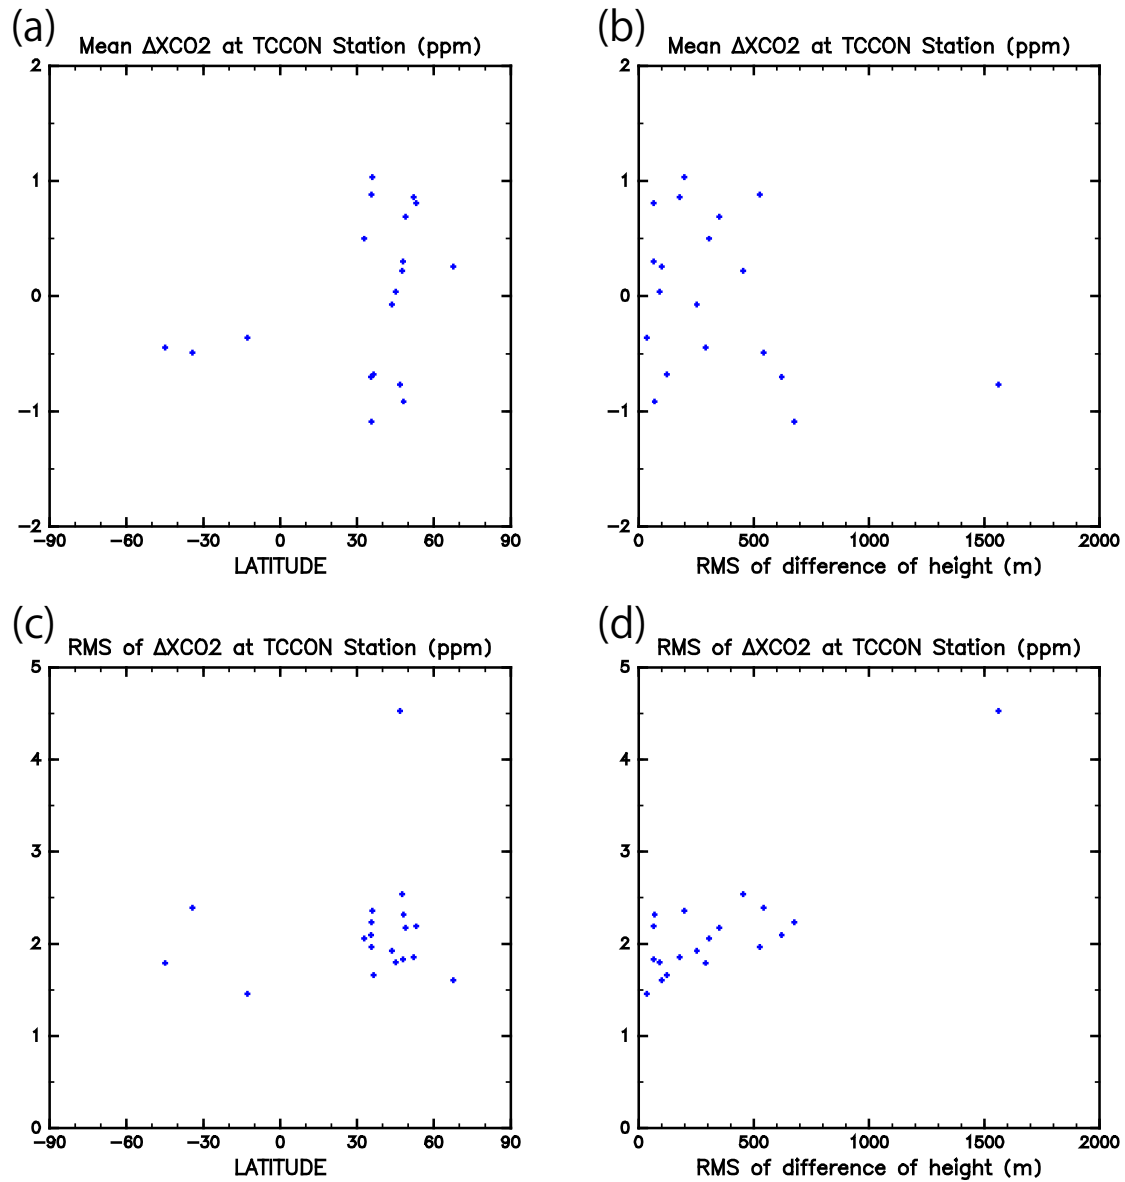 (a) (b)
Mean ΔXCO2 at TCCON Station (ppm) Mean ΔXCO2 at TCCON Station (ppm)
2 2
1 1
0 0
−1 −1
−2 −2
−90 −60 −30 0 30 60 90 0 500 1000 1500 2000
LATITUDE RMS of difference of height (m)
(c) (d)
RMS of ΔXCO2 at TCCON Station (ppm) RMS of ΔXCO2 at TCCON Station (ppm)
5 5
4 4
3 3
2 2
1 1
0 0
−90 −60 −30 0 30 60 90 0 500 1000 1500 2000
LATITUDE RMS of difference of height (m)